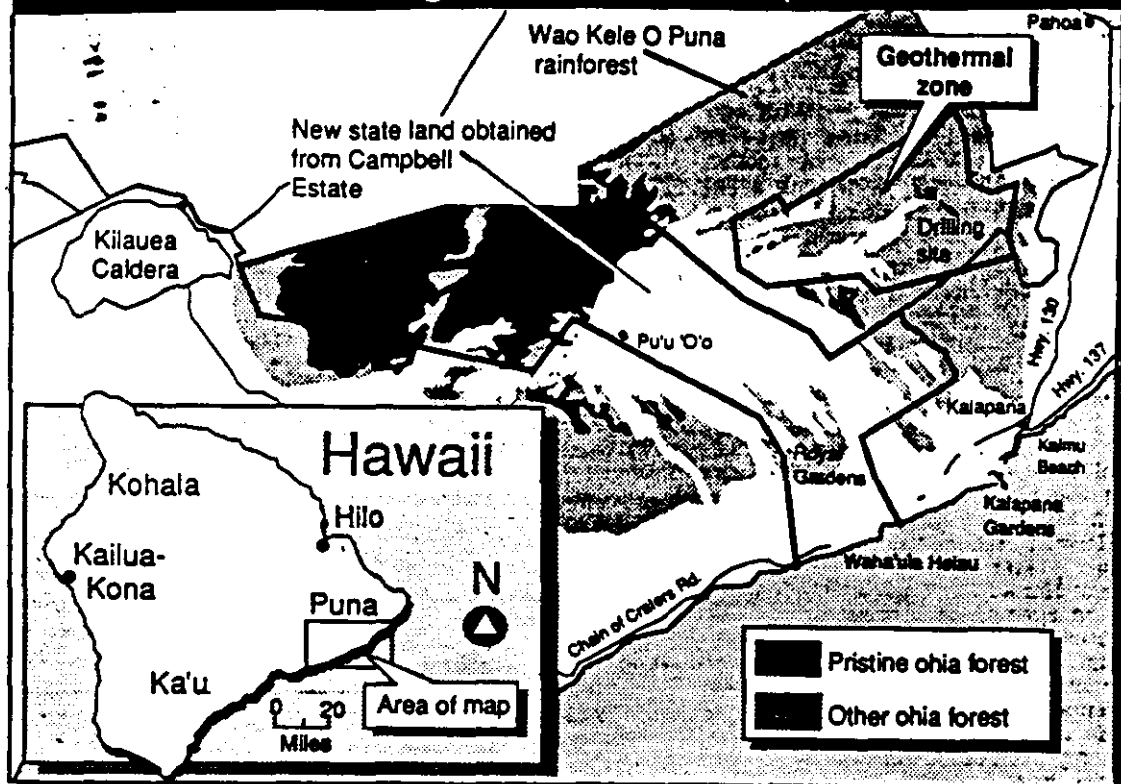 Pahoa
Wao Kele O Puna
rainforest
Geothermal
zone
New state land obtained
from Campbell
Estate
Kilauea
Caldera
Drilling
site
Pu'u 'O'o
Hwy. 130
Hwy. 137
Kalapana
Kaimu
Beach
Royal
Gardens
Kalapana
Gardens
Waha'ula Heiau
Chain of Craters Rd.
Hawaii
Kohala
Hilo
Kailua-
Kona
N
Puna
Ka'u
Area of map
0 20
Miles
Pristine ohia forest
Other ohia forest